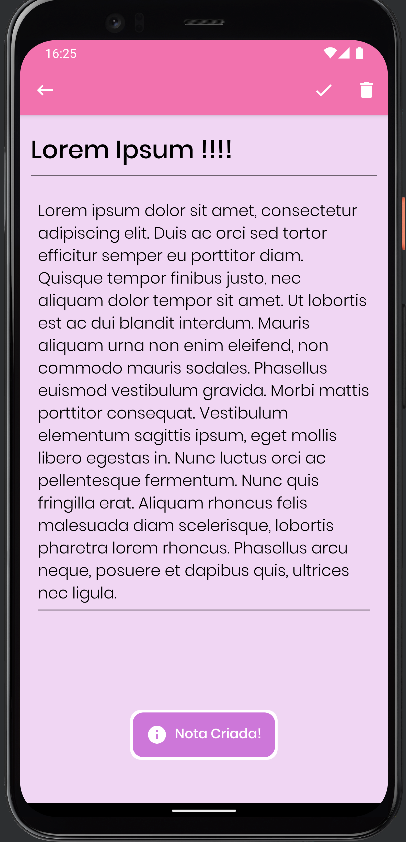 16:25
Lorem Ipsum !!!!
Lorem ipsum dolor sit amet, consectetur
adipiscing elit. Duis ac orci sed tortor
efficitur semper eu porttitor diam.
Quisque tempor finibus justo, nec
aliquam dolor tempor sit amet. Ut lobortis
est ac dui blandit interdum. Mauris
aliquam urna non enim eleifend, non
commodo mauris sodales. Phasellus
euismod vestibulum gravida. Morbi mattis
porttitor consequat. Vestibulum
elementum sagittis ipsum, eget mollis
libero egestas in. Nunc luctus orci ac
pellentesque fermentum. Nunc quis
fringilla erat. Aliquam rhoncus felis
malesuada diam scelerisque, lobortis
pharetra lorem rhoncus. Phasellus arcu
neque, posuere et dapibus quis, ultrices
nec ligula.
Nota Criada!